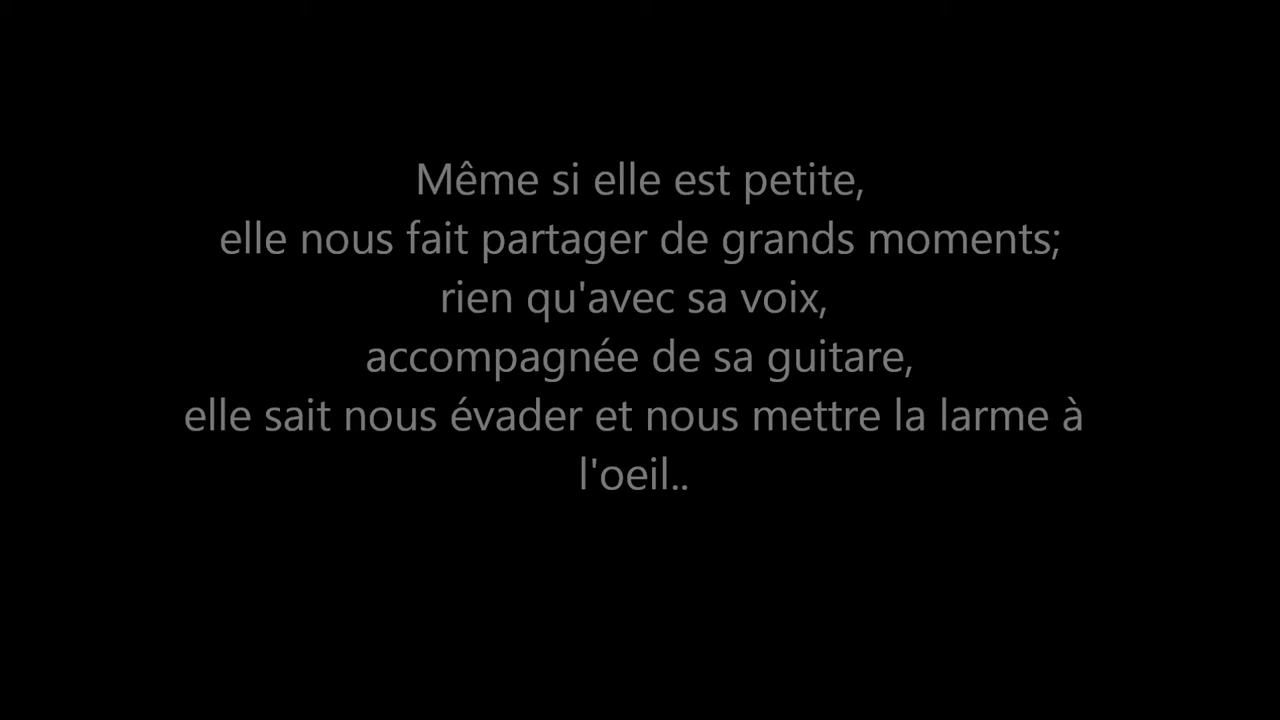 Même si elle est petite,
elle nous fait partager de grands moments;
rien qu'avec sa voix,
accompagnée de sa guitare,
elle sait nous évader et nous mettre la larme à
l'oeil..